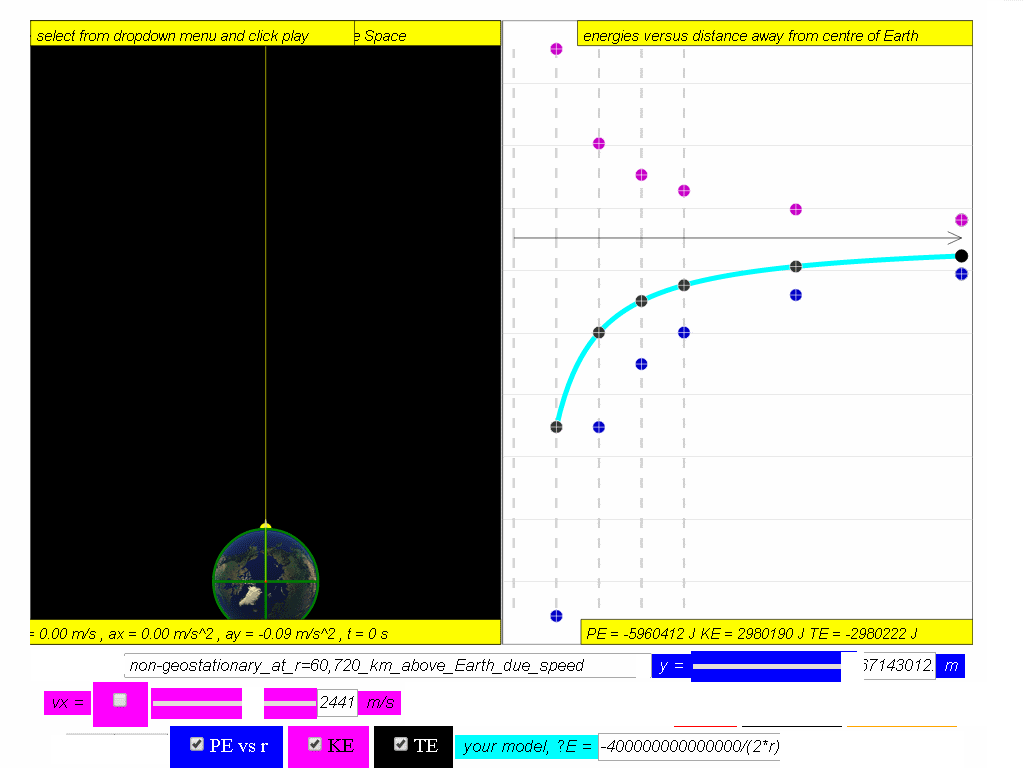 select from dropdown menu and click play
Space
energies versus distance away from centre of Earth
= 0.00 m/s , ax = 0.00 m/s^2 , ay = -0.09 m/s^2 , t = 0 s
PE = -5960412 J KE = 2980190 J TE = -2980222 J
non-geostationary_at_r=60,720_km_above_Earth_due_speed
y =
67143012.
m
vx =
2441
m/s
PE vs r
KE
TE
your model, ?E =
-400000000000000/(2*r)